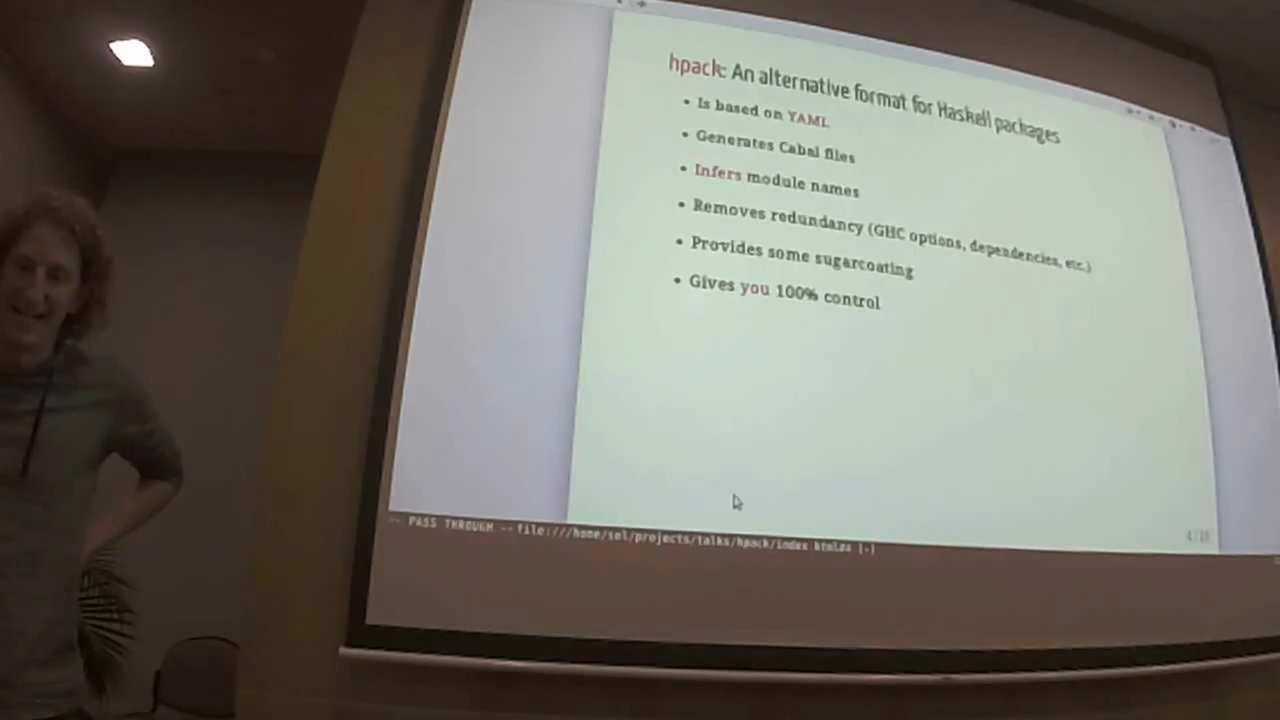 hpack: An alternative format for Haskell packages
• Is based on YAML
• Generates Cabal files
• Infers module names
• Removes redundancy (GHC options, dependencies, etc.)
• Provides some sugarcoating
• Gives you 100% control
-- PASS THROUGH -- file:///home/sol/projects/talks/hpack/index.html#4 [-]